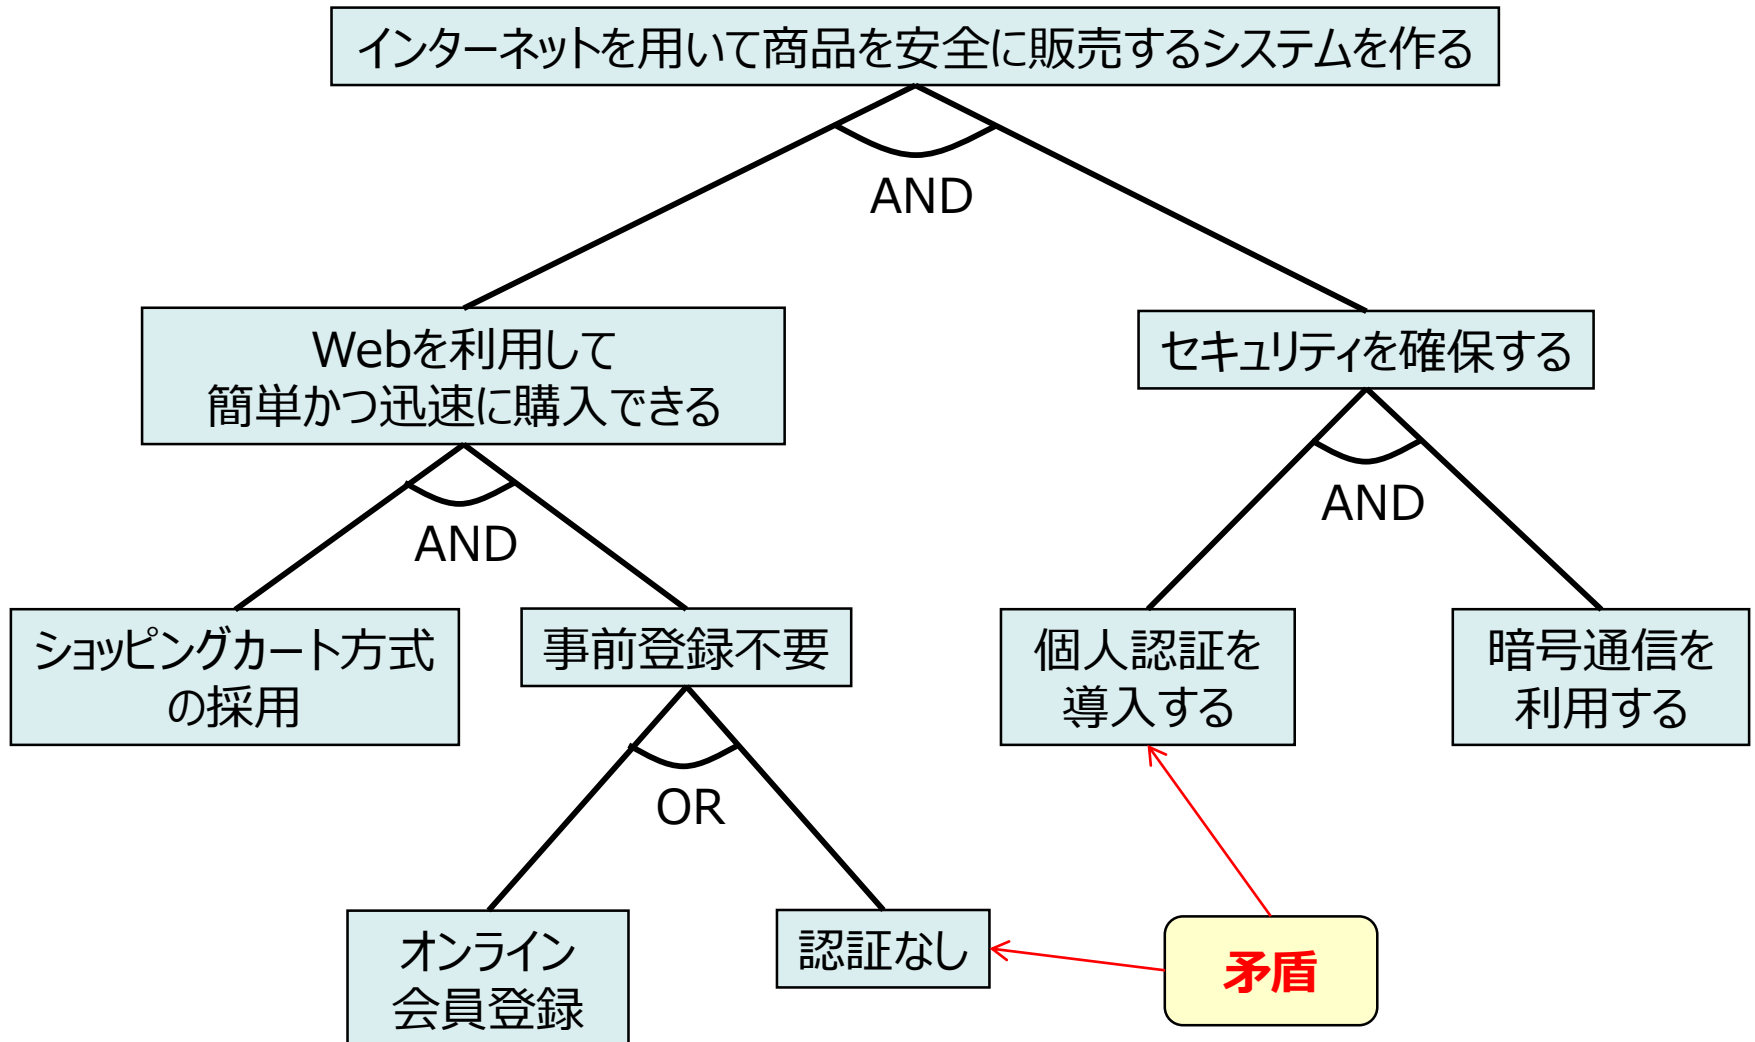 インターネットを用いて商品を安全に販売するシステムを作る
AND
Webを利用して
簡単かつ迅速に購入できる
セキュリティを確保する
AND
AND
ショッピングカート方式
の採用
事前登録不要
個人認証を
導入する
暗号通信を
利用する
OR
オンライン
会員登録
認証なし
矛盾